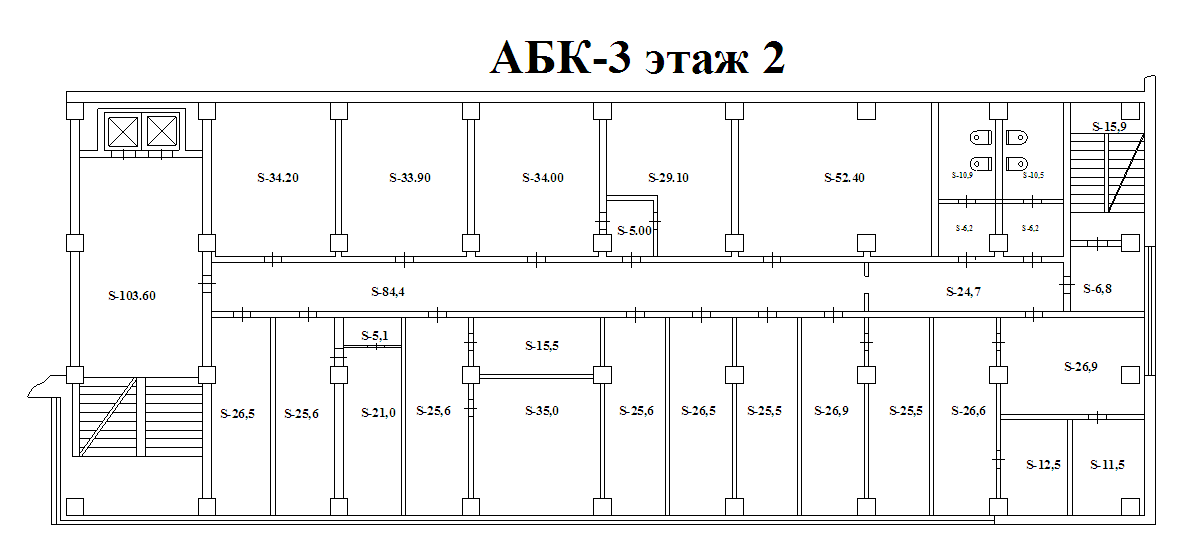 АБК-3 этаж 2
S-15,9
S-34.20
S-33.90
S-34.00
S-29.10
S-52.40
S-10,9
S-10,5
S-5.00
S-6,2
S-6,2
S-103.60
S-84,4
S-24,7
S-6,8
S-5,1
S-15,5
S-26,9
S-26,5
S-25,6
S-21,0
S-25,6
S-35,0
S-25,6
S-26,5
S-25,5
S-26,9
S-25,5
S-26,6
S-12,5
S-11,5